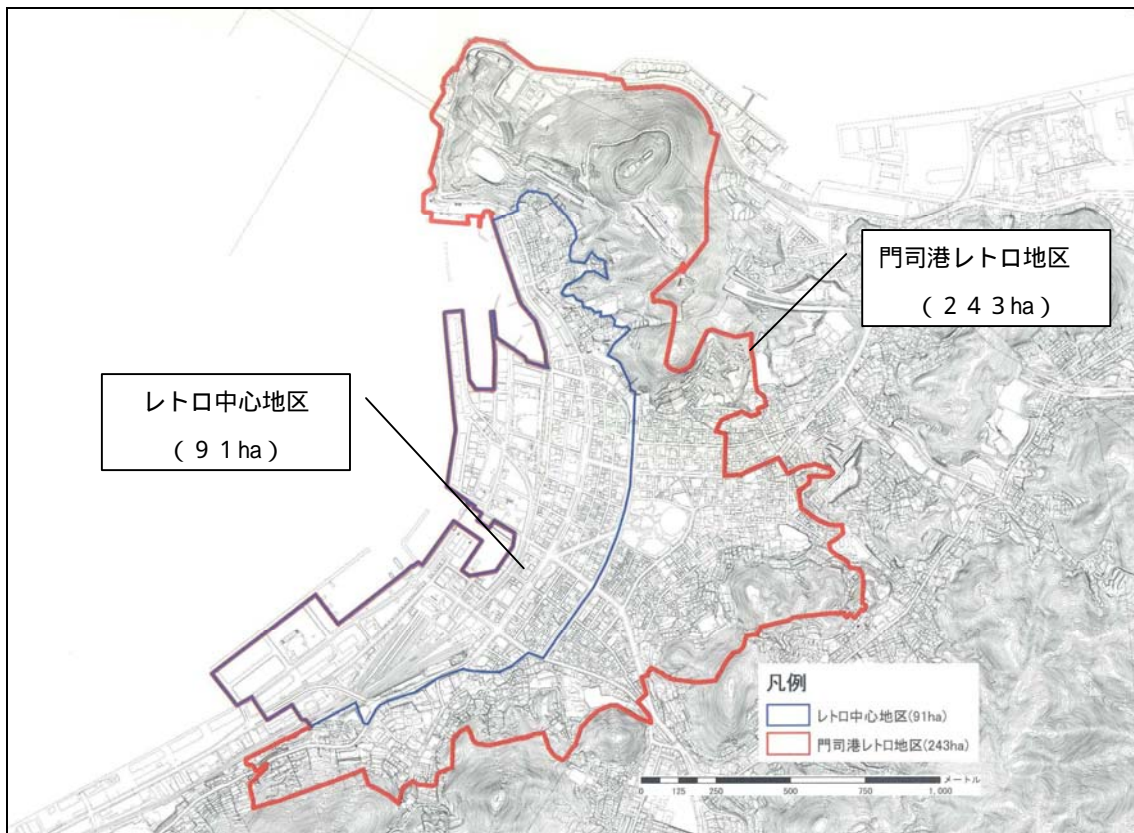 門司港レトロ地区
（２４３ha）
レトロ中心地区
（９１ha）
凡例
レトロ中心地区(91ha)
門司港レトロ地区(243ha)
メートル
0 125 250 500 750 1,000